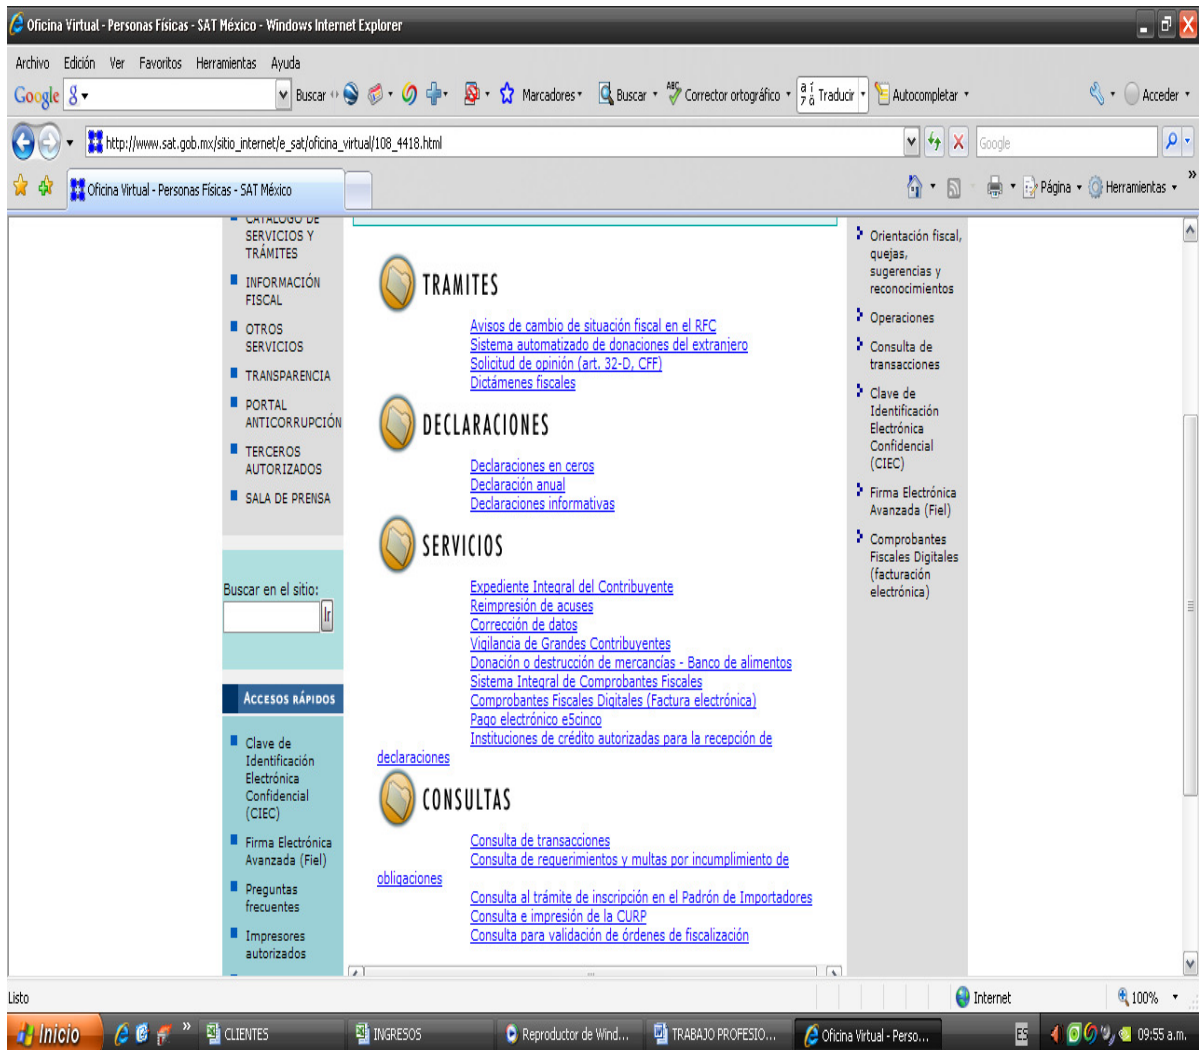 Oficina Virtual - Personas Físicas - SAT México - Windows Internet Explorer
Archivo Edición Ver Favoritos Herramientas Ayuda
Google Buscar Marcadores Buscar Corrector ortográfico Traducir Autocompletar Acceder
http://www.sat.gob.mx/sitio_internet/e_sat/oficina_virtual/108_4418.html Google
Oficina Virtual - Personas Físicas - SAT México Página Herramientas
CATÁLOGO DE
SERVICIOS Y
TRÁMITES
INFORMACIÓN
FISCAL
OTROS
SERVICIOS
TRANSPARENCIA
PORTAL
ANTICORRUPCIÓN
TERCEROS
AUTORIZADOS
SALA DE PRENSA
Buscar en el sitio:
Ir
ACCESOS RÁPIDOS
Clave de
Identificación
Electrónica
Confidencial
(CIEC)
Firma Electrónica
Avanzada (Fiel)
Preguntas
frecuentes
Impresores
autorizados
TRAMITES
Avisos de cambio de situación fiscal en el RFC
Sistema automatizado de donaciones del extranjero
Solicitud de opinión (art. 32-D, CFF)
Dictámenes fiscales
DECLARACIONES
Declaraciones en ceros
Declaración anual
Declaraciones informativas
SERVICIOS
Expediente Integral del Contribuyente
Reimpresión de acuses
Corrección de datos
Vigilancia de Grandes Contribuyentes
Donación o destrucción de mercancías - Banco de alimentos
Sistema Integral de Comprobantes Fiscales
Comprobantes Fiscales Digitales (Factura electrónica)
Pago electrónico e5cinco
Instituciones de crédito autorizadas para la recepción de
declaraciones
CONSULTAS
Consulta de transacciones
Consulta de requerimientos y multas por incumplimiento de
obligaciones
Consulta al trámite de inscripción en el Padrón de Importadores
Consulta e impresión de la CURP
Consulta para validación de órdenes de fiscalización
Orientación fiscal,
quejas,
sugerencias y
reconocimientos
Operaciones
Consulta de
transacciones
Clave de
Identificación
Electrónica
Confidencial
(CIEC)
Firma Electrónica
Avanzada (Fiel)
Comprobantes
Fiscales Digitales
(facturación
electrónica)
Listo Internet 100%
Inicio CLIENTES INGRESOS Reproductor de Wind... TRABAJO PROFESIO... Oficina Virtual - Perso... ES 09:55 a.m.